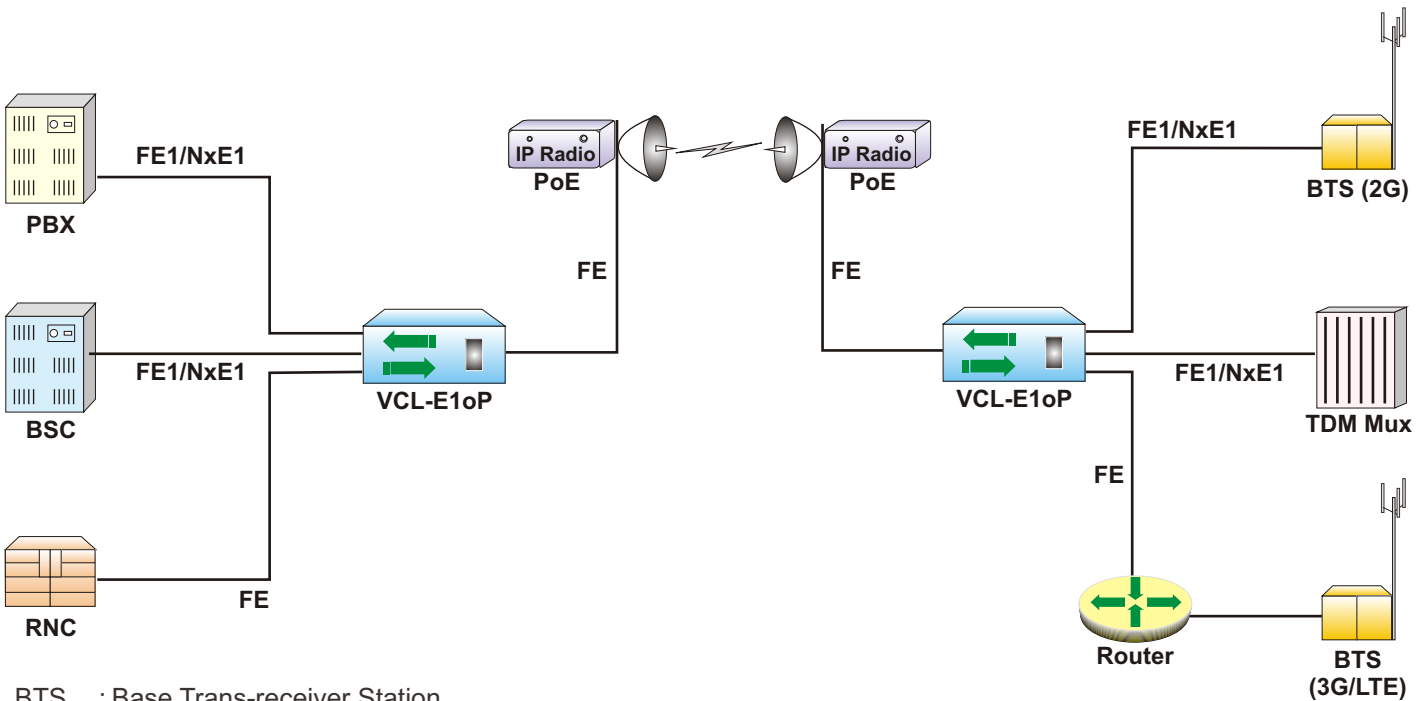 PBX
FE1/NxE1
BSC
FE1/NxE1
RNC
FE
VCL-E1oP
FE
IP Radio
PoE
IP Radio
PoE
FE
VCL-E1oP
FE1/NxE1
BTS (2G)
FE1/NxE1
TDM Mux
FE
Router
BTS
(3G/LTE)
BTS : Base Trans-receiver Station